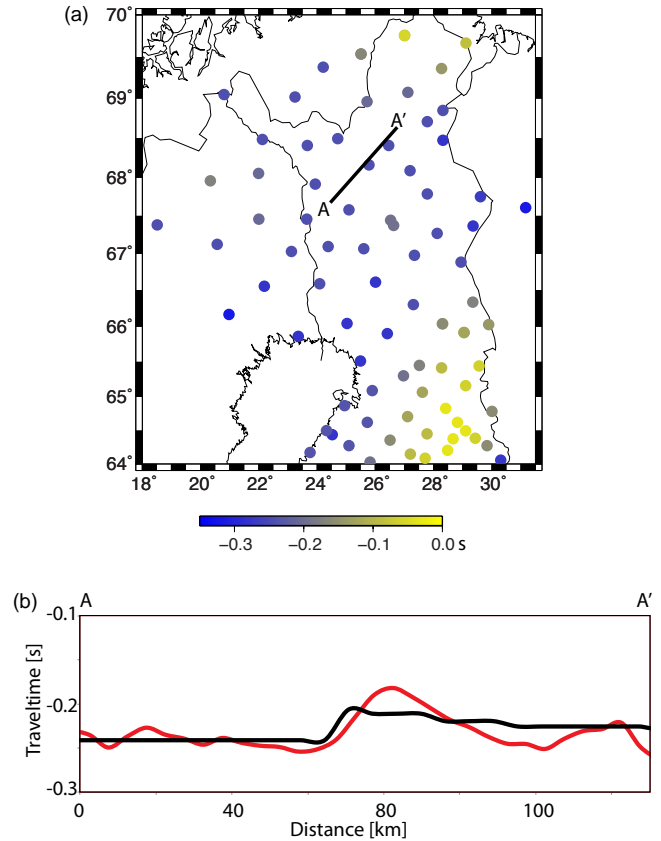 (a)
70˚
69˚
68˚
67˚
66˚
65˚
64˚
A'
A
18˚ 20˚ 22˚ 24˚ 26˚ 28˚ 30˚
−0.3 −0.2 −0.1 0.0 s
(b)
A A'
-0.1
-0.2
-0.3
Traveltime [s]
0 40 80 100
Distance [km]